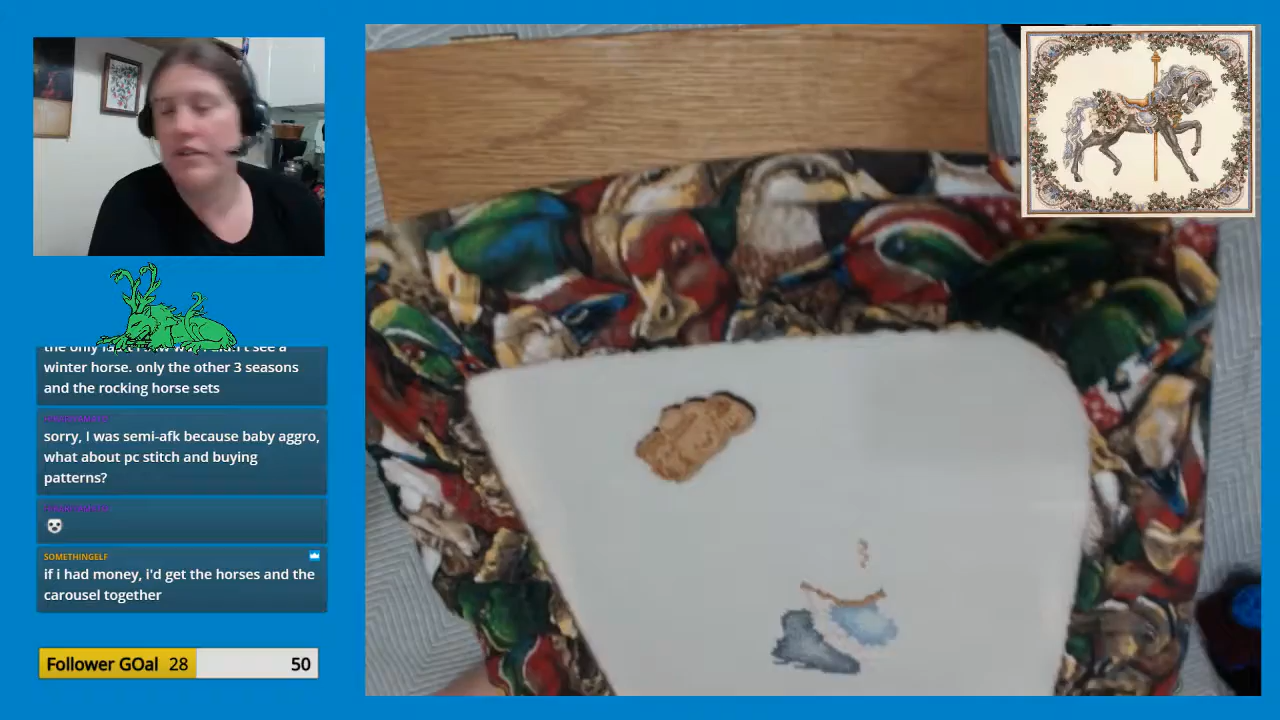 winter horse. only the other 3 seasons
and the rocking horse sets
sorry, I was semi-afk because baby aggro,
what about pc stitch and buying
patterns?
SOMETHINGELF
if i had money, i'd get the horses and the
carousel together
Follower GOal 28 50